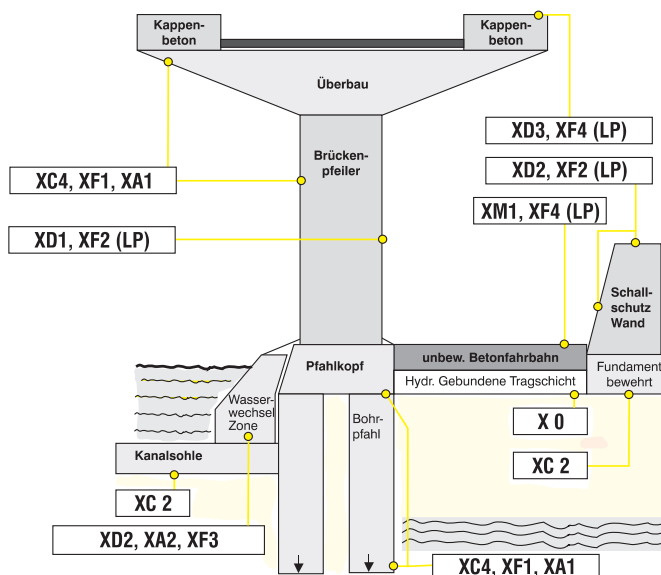 Kappen-
beton
Kappen-
beton
Überbau
XD3, XF4 (LP)
Brücken-
pfeiler
XC4, XF1, XA1
XD2, XF2 (LP)
XM1, XF4 (LP)
XD1, XF2 (LP)
Schall-
schutz
Wand
Pfahlkopf
unbew. Betonfahrbahn
Hydr. Gebundene Tragschicht
Fundament
bewehrt
Wasser-
wechsel
Zone
Bohr-
pfahl
X 0
Kanalsohle
XC 2
XC 2
XD2, XA2, XF3
XC4, XF1, XA1